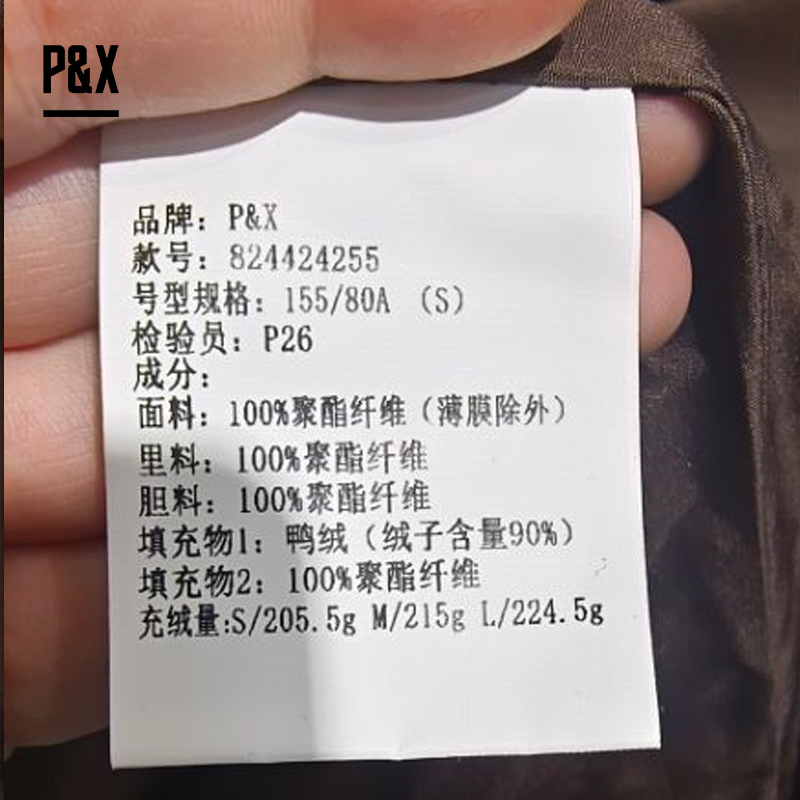 P&X
品牌：P&X
款号：824424255
号型规格：155/80A （S）
检验员：P26
成分：
面料：100%聚酯纤维（薄膜除外）
里料：100%聚酯纤维
胆料：100%聚酯纤维
填充物1：鸭绒（绒子含量90%）
填充物2：100%聚酯纤维
充绒量:S/205.5g M/215g L/224.5g